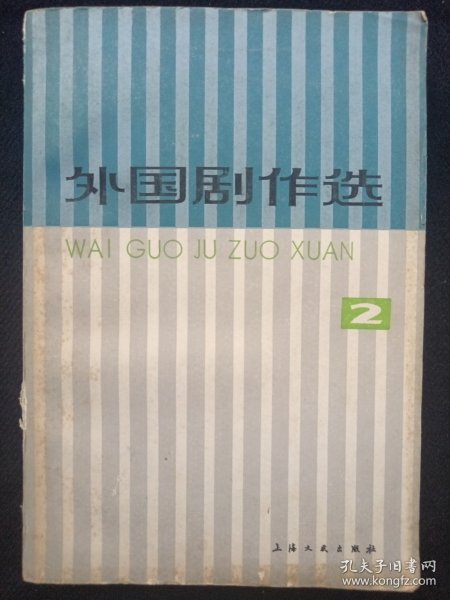 外国剧作选
WAI GUO JU ZUO XUAN
2
上海文艺出版社
孔夫子旧书网
www.kongfz.com